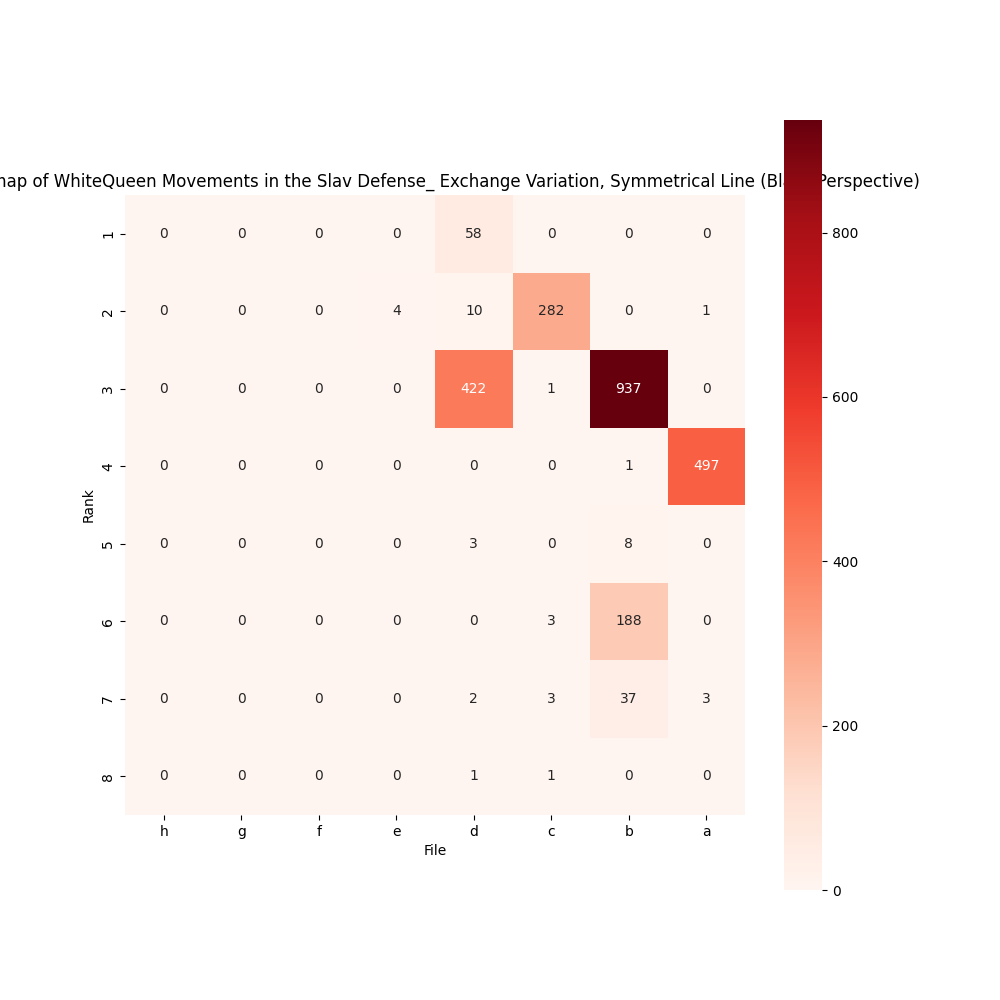 of WhiteQueen Movements in the Slav Defense_ Exchange Variation, Symmetrical Line Perspective)
1 0 0 0 0 58 0 0 0
2 0 0 0 4 10 282 0 1
3 0 0 0 0 422 1 937 0
4 0 0 0 0 0 0 1 497
5 0 0 0 0 3 0 8 0
6 0 0 0 0 0 3 188 0
7 0 0 0 0 2 3 37 3
8 0 0 0 0 1 1 0 0
Rank
h g f e d c b a
File
800
600
400
200
0